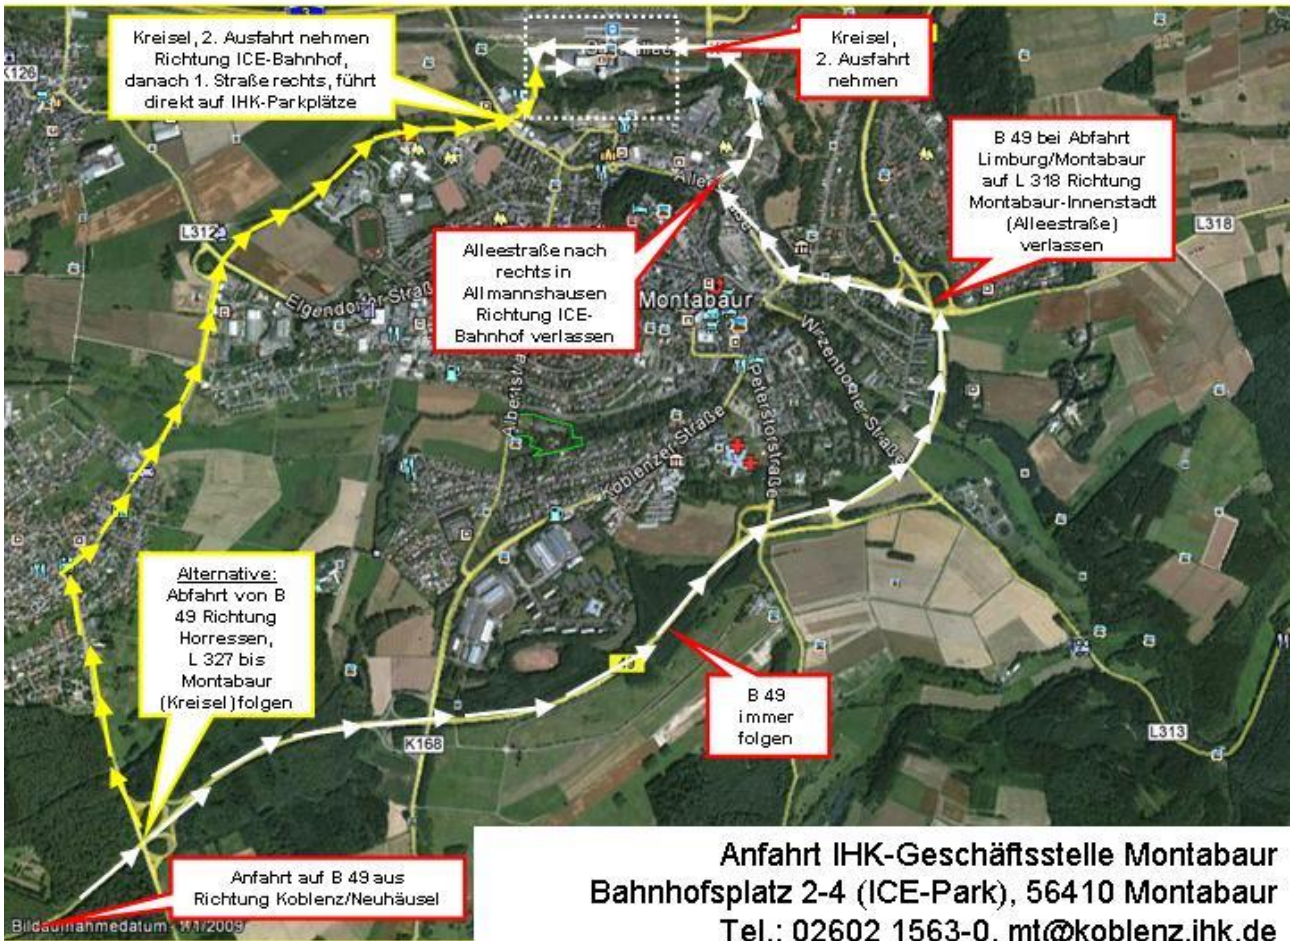 Kreisel, 2. Ausfahrt nehmen
Richtung ICE-Bahnhof,
danach 1. Straße rechts, führt
direkt auf IHK-Parkplätze
Kreisel,
2. Ausfahrt
nehmen
B 49 bei Abfahrt
Limburg/Montabaur
auf L 318 Richtung
Montabaur-Innenstadt
(Alleestraße)
verlassen
Alleestraße nach
rechts in
Allmannshausen
Richtung ICE-
Bahnhof verlassen
K126
L312
L318
Elgendorfer Straße
Montabaur
Wirzenborner Straße
Peterstorstraße
Koblenzer Straße
Alternative:
Abfahrt von B
49 Richtung
Horressen,
L 327 bis
Montabaur
(Kreisel) folgen
49
B 49
immer
folgen
K168
L313
Anfahrt auf B 49 aus
Richtung Koblenz/Neuhäusel
Bildaufnahmedatum
Anfahrt IHK-Geschäftsstelle Montabaur
Bahnhofsplatz 2-4 (ICE-Park), 56410 Montabaur
Tel.: 02602 1563-0, mt@koblenz.ihk.de